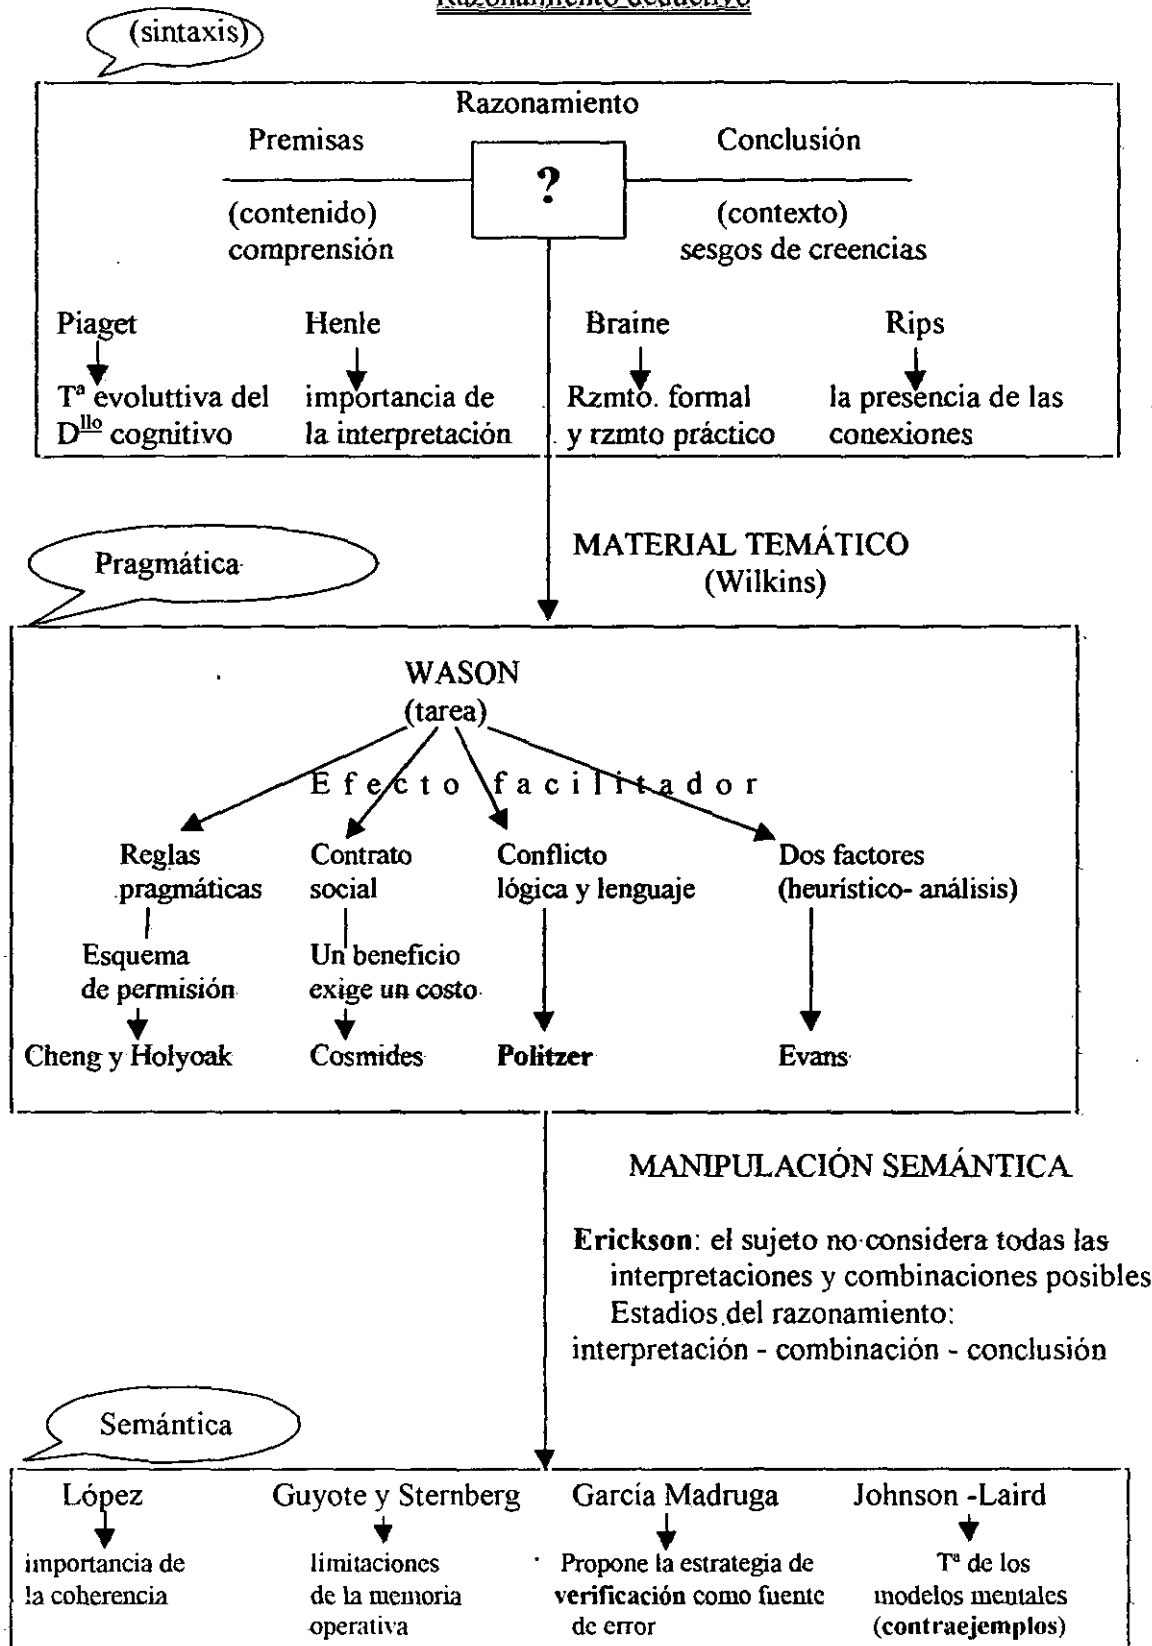 Razonamiento deductivo
(sintaxis)
Razonamiento
Premisas
Conclusión
?
(contenido)
comprensión
(contexto)
sesgos de creencias
Piaget
Henle
Braine
Rips
Tª evoluttiva del
Dllo cognitivo
importancia de
la interpretación
Rzmto. formal
y rzmto práctico
la presencia de las
conexiones
Pragmática
MATERIAL TEMÁTICO
(Wilkins)
WASON
(tarea)
Efecto facilitador
Reglas
pragmáticas
Contrato
social
Conflicto
lógica y lenguaje
Dos factores
(heurístico- análisis)
Esquema
de permisión
Un beneficio
exige un costo
Cheng y Holyoak
Cosmides
Politzer
Evans
MANIPULACIÓN SEMÁNTICA
Erickson: el sujeto no considera todas las
interpretaciones y combinaciones posibles
Estadios del razonamiento:
interpretación - combinación - conclusión
Semántica
López
Guyote y Sternberg
García Madruga
Johnson -Laird
importancia de
la coherencia
limitaciones
de la memoria
operativa
Propone la estrategia de
verificación como fuente
de error
Tª de los
modelos mentales
(contraejemplos)